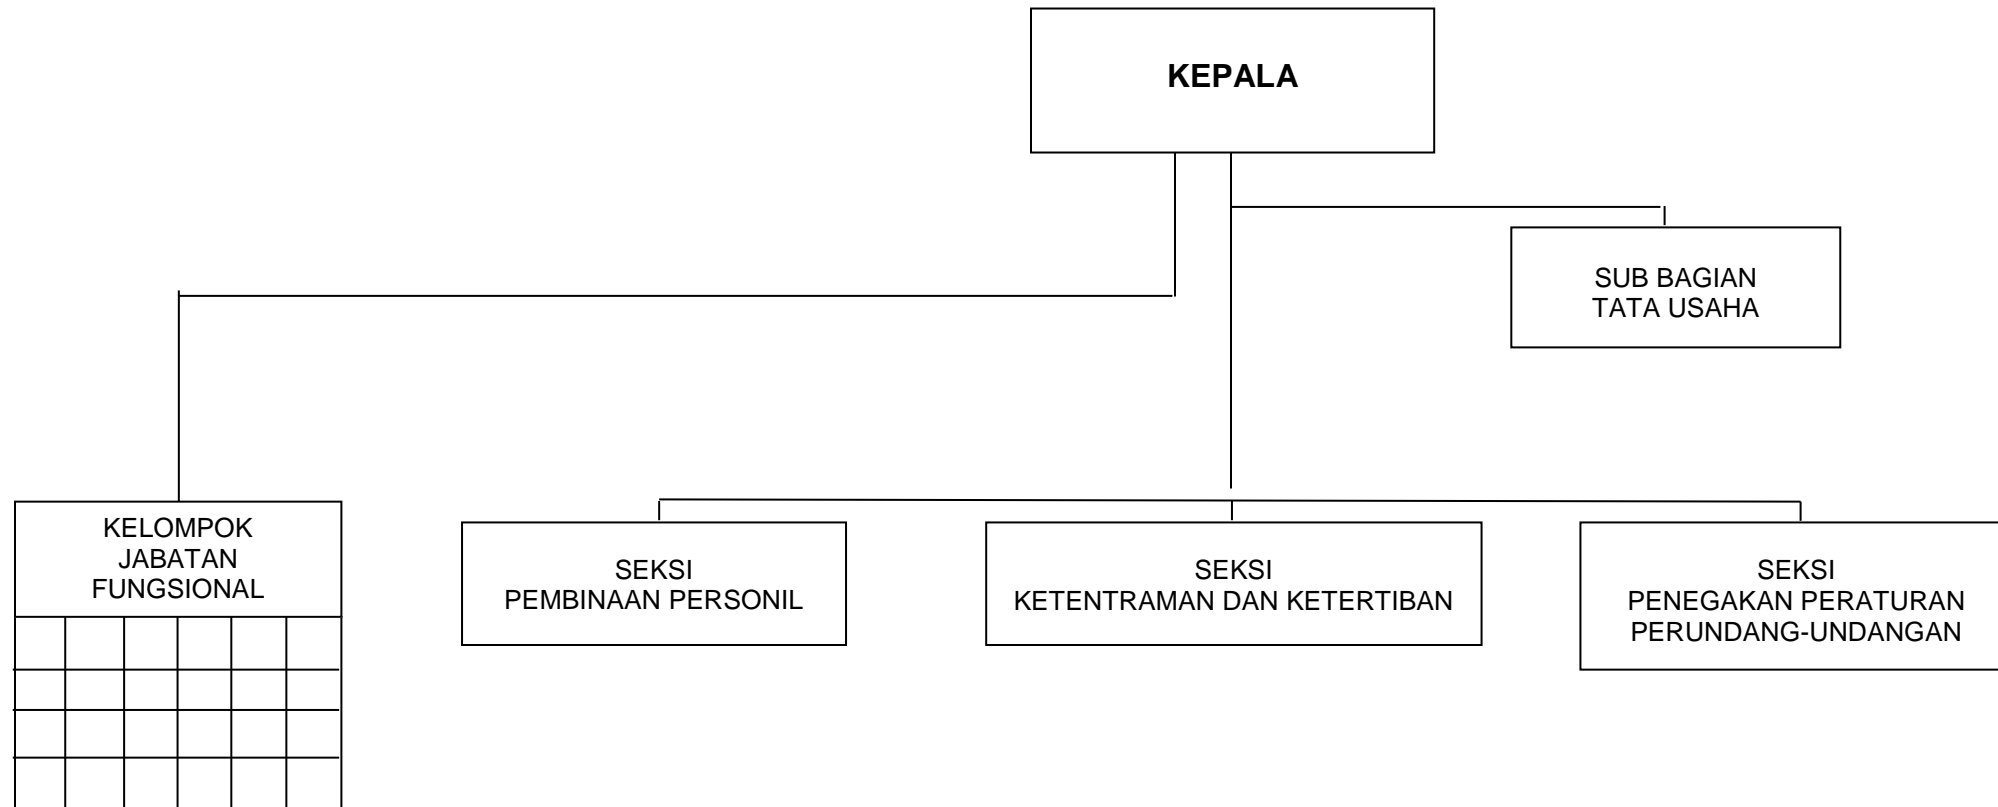 KEPALA
SUB BAGIAN
TATA USAHA
KELOMPOK
JABATAN
FUNGSIONAL
SEKSI
PEMBINAAN PERSONIL
SEKSI
KETENTRAMAN DAN KETERTIBAN
SEKSI
PENEGAKAN PERATURAN
PERUNDANG-UNDANGAN